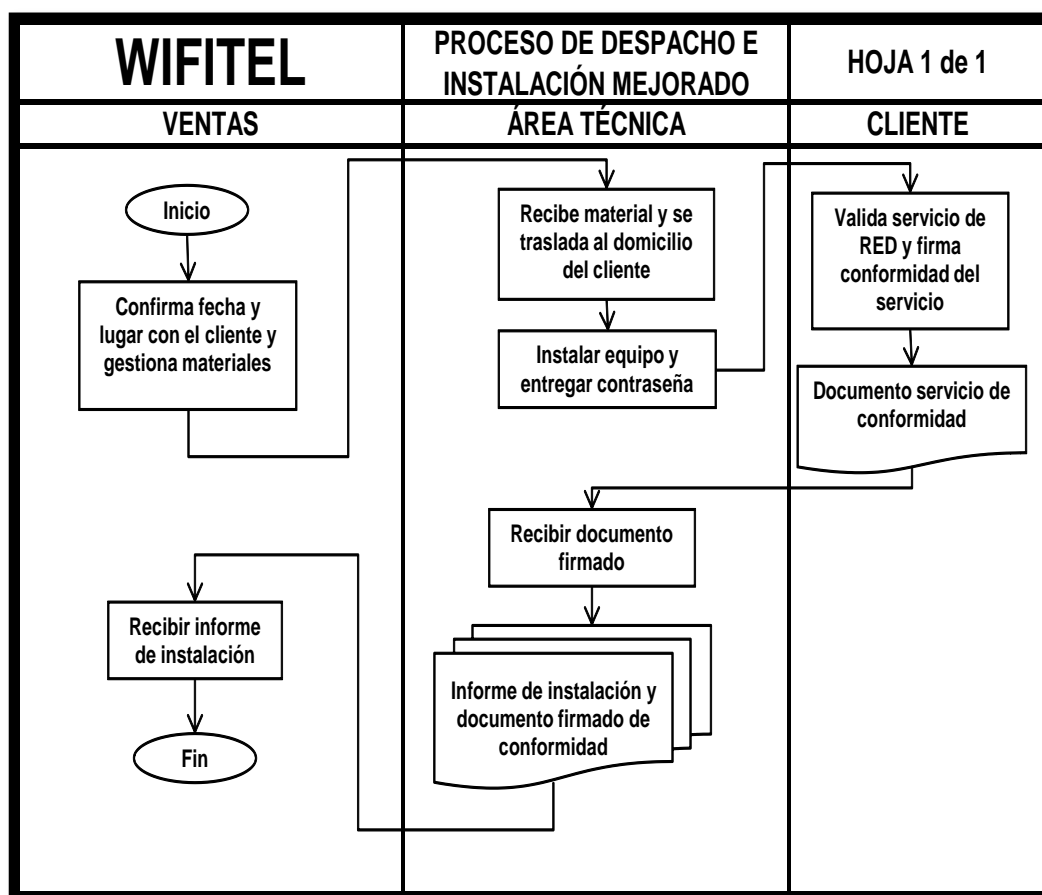 WIFITEL
PROCESO DE DESPACHO E
INSTALACIÓN MEJORADO
HOJA 1 de 1
VENTAS
ÁREA TÉCNICA
CLIENTE
Inicio
Confirma fecha y
lugar con el cliente y
gestiona materiales
Recibe material y se
traslada al domicilio
del cliente
Instalar equipo y
entregar contraseña
Valida servicio de
RED y firma
conformidad del
servicio
Documento servicio de
conformidad
Recibir documento
firmado
Informe de instalación y
documento firmado de
conformidad
Recibir informe
de instalación
Fin